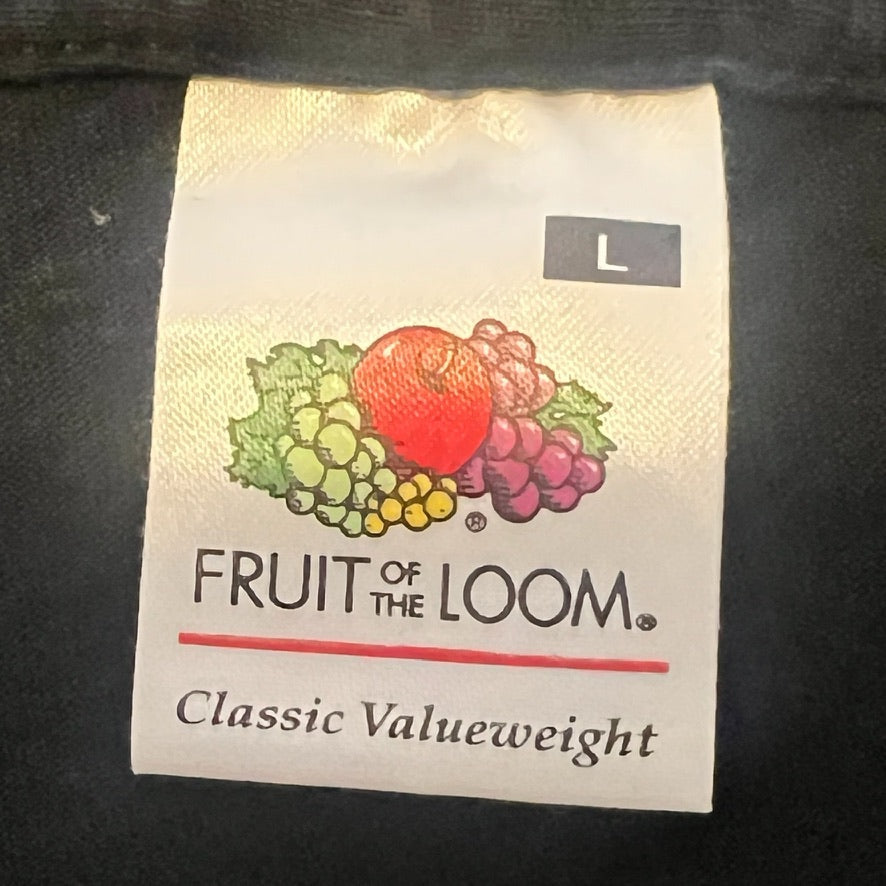 L
®
FRUIT OF THE LOOM®
Classic Valueweight